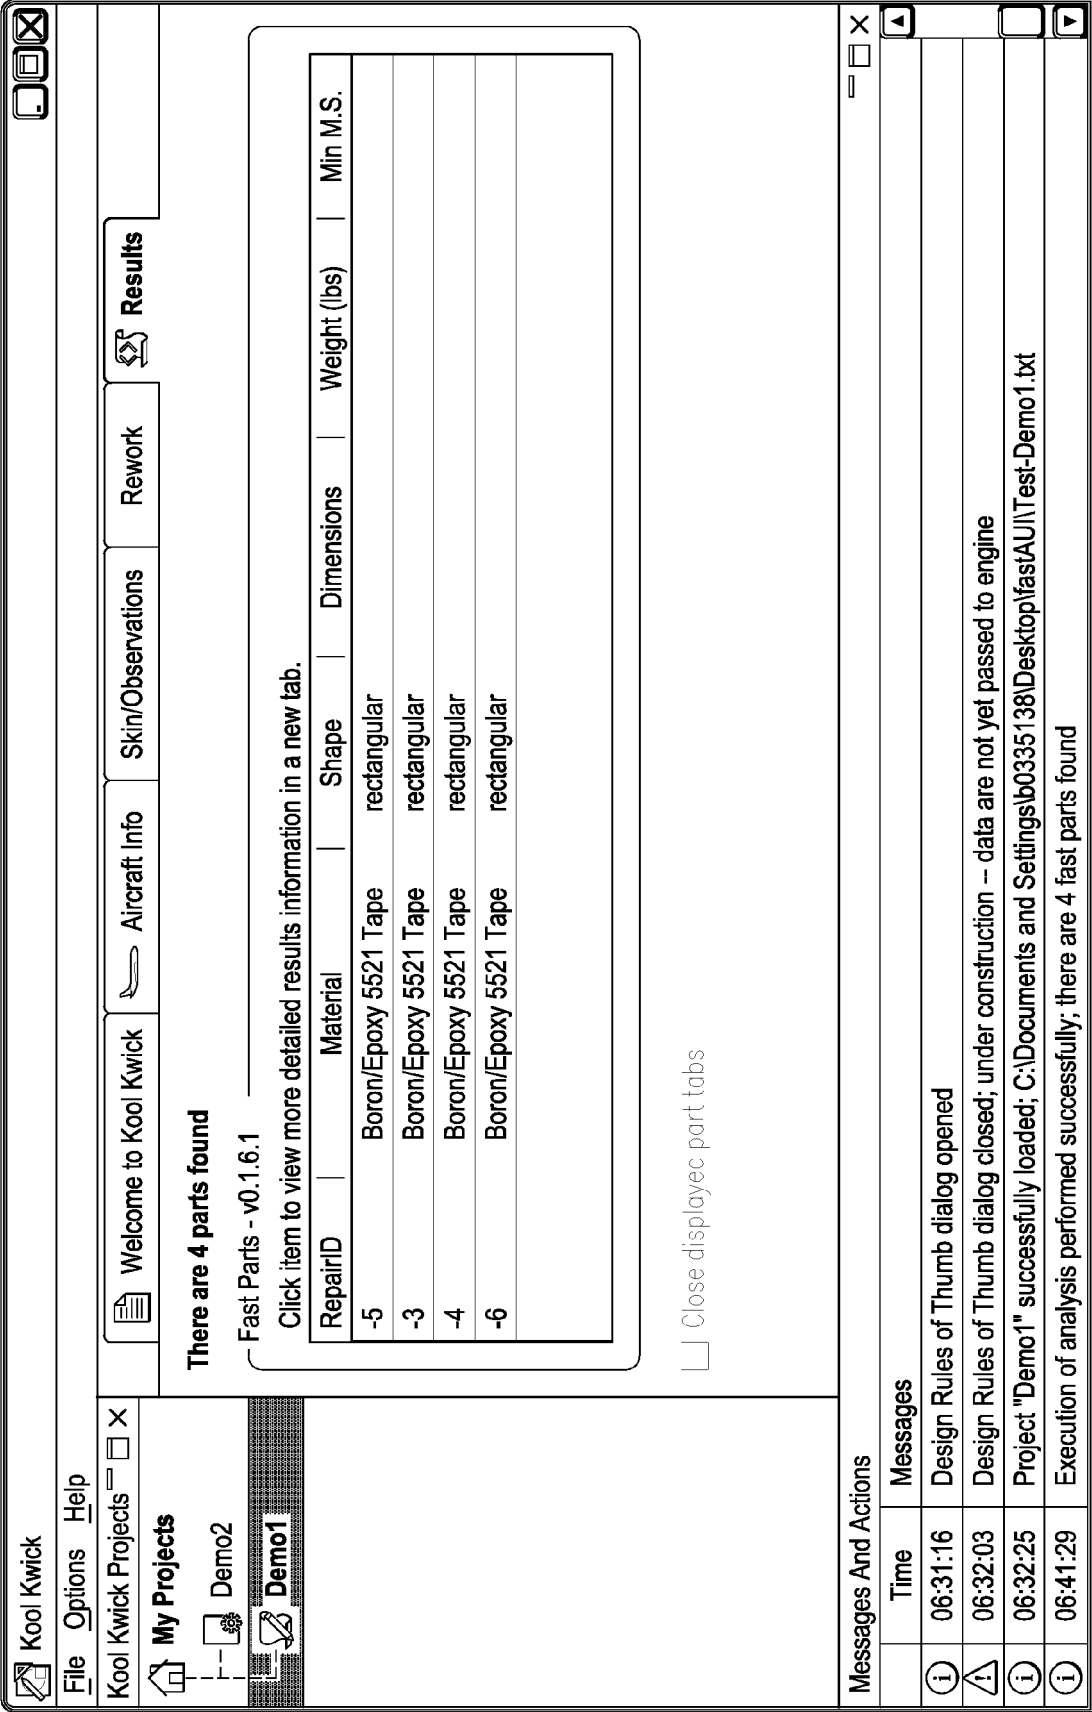 Kool Kwick
File Options Help
Kool Kwick Projects
My Projects
Demo2
Demo1
Welcome to Kool Kwick Aircraft Info Skin/Observations Rework Results
There are 4 parts found
Fast Parts - v0.1.6.1
Click item to view more detailed results information in a new tab.
RepairID Material Shape Dimensions Weight (lbs) Min M.S.
-5 Boron/Epoxy 5521 Tape rectangular
-3 Boron/Epoxy 5521 Tape rectangular
-4 Boron/Epoxy 5521 Tape rectangular
-6 Boron/Epoxy 5521 Tape rectangular
Close displayec part tabs
Messages And Actions
Time Messages
06:31:16 Design Rules of Thumb dialog opened
06:32:03 Design Rules of Thumb dialog closed; under construction -- data are not yet passed to engine
06:32:25 Project "Demo1" successfully loaded; C:\Documents and Settings\b0335138\Desktop\fastAUI\Test-Demo1.txt
06:41:29 Execution of analysis performed successfully; there are 4 fast parts found